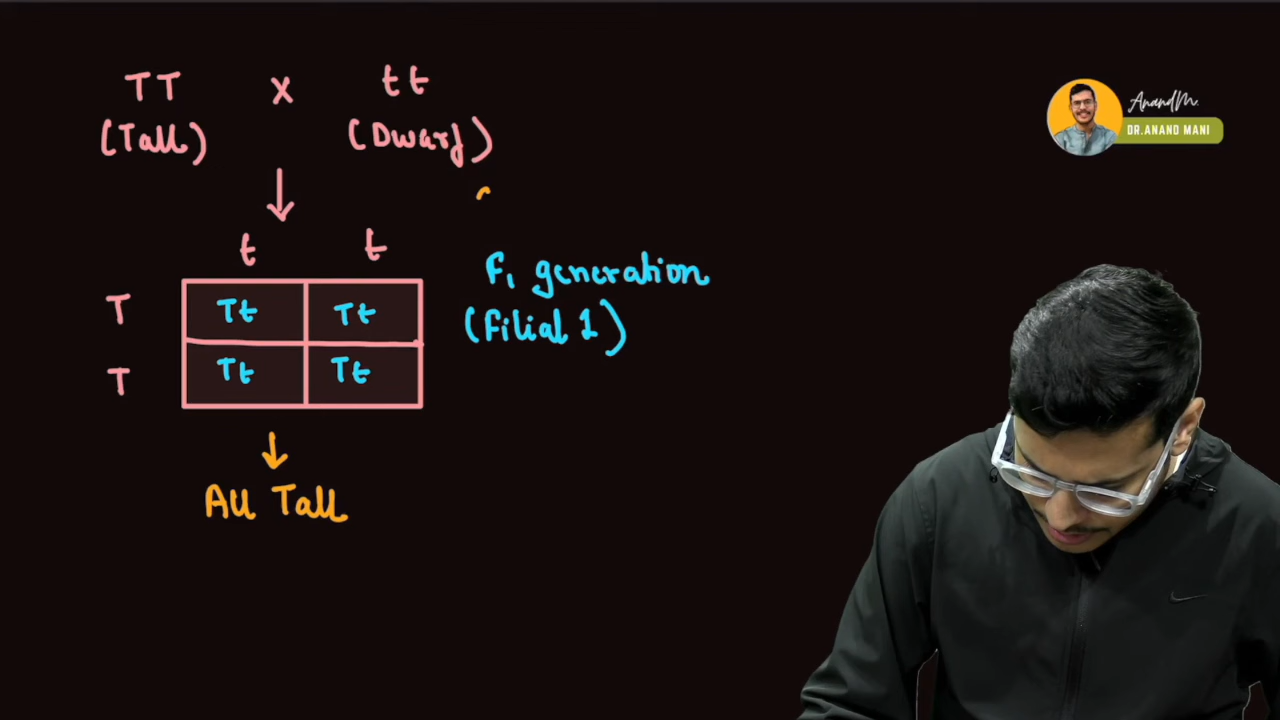 TT x tt
(Tall) (Dwarf)
t t
T Tt Tt
T Tt Tt
F₁ generation
(Filial 1)
All Tall
AnandM.
DR.ANAND MANI